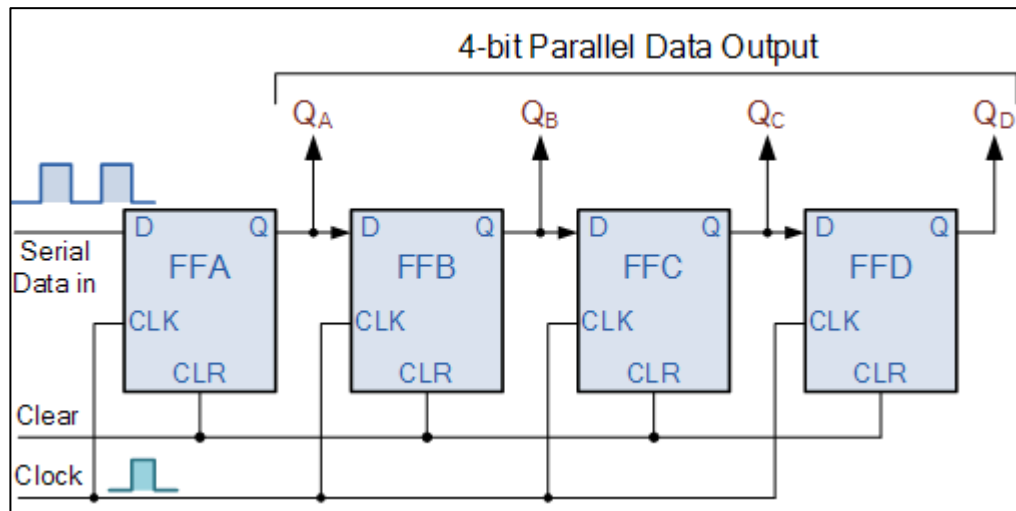 4-bit Parallel Data Output
QA QB QC QD
D Q D Q D Q D Q
Serial
Data in
FFA FFB FFC FFD
CLK CLK CLK CLK
CLR CLR CLR CLR
Clear
Clock